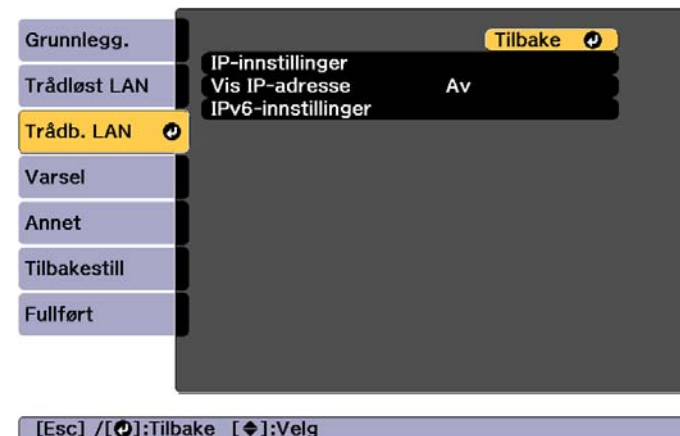 Grunnlegg.
Trådløst LAN
Trådb. LAN
Varsel
Annet
Tilbakestill
Fullført
Tilbake
IP-innstillinger
Vis IP-adresse Av
IPv6-innstillinger
[Esc] /[↵]:Tilbake [◆]:Velg